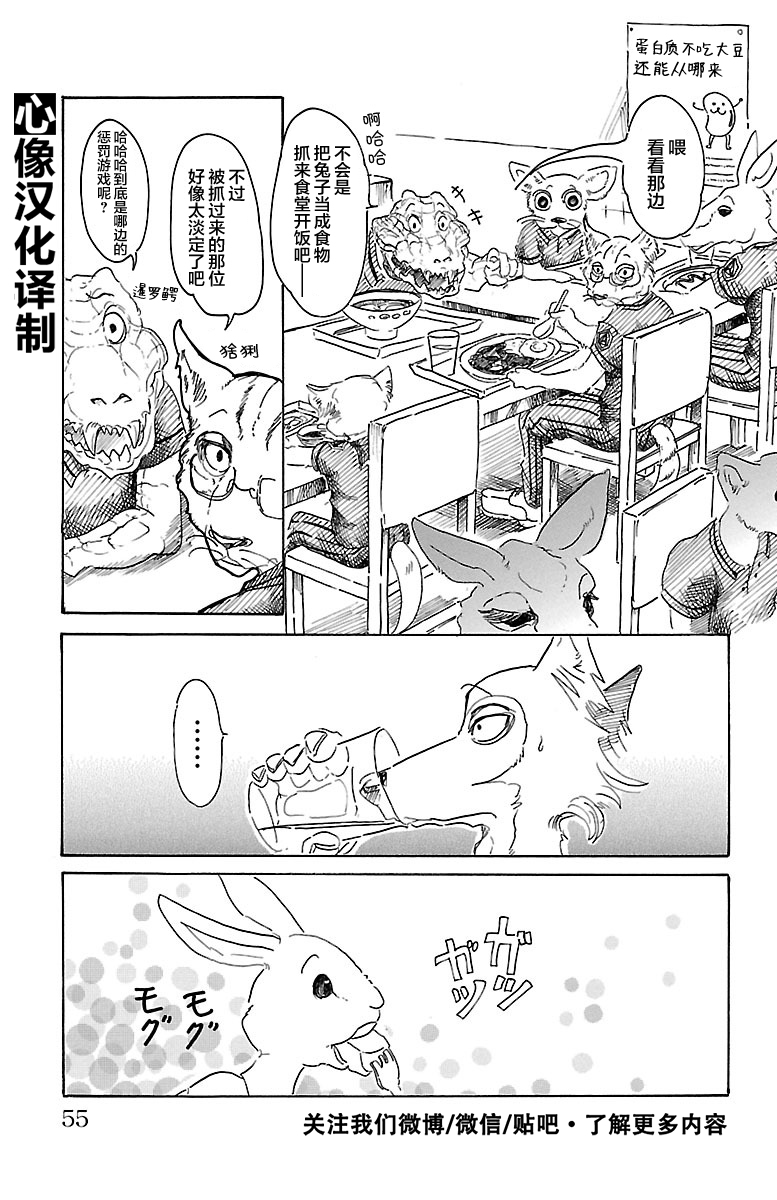 蛋白质不吃大豆
还能从哪来
喂
看看那边
啊哈哈
不会是
把兔子当成食物
抓来食堂开饭吧——
不过
被抓过来的那位
好像太淡定了吧
猞猁
哈哈哈到底是哪边的
惩罚游戏呢？
暹罗鳄
心像汉化译制
……
ガッガッ
モグモグ
55
关注我们微博/微信/贴吧·了解更多内容